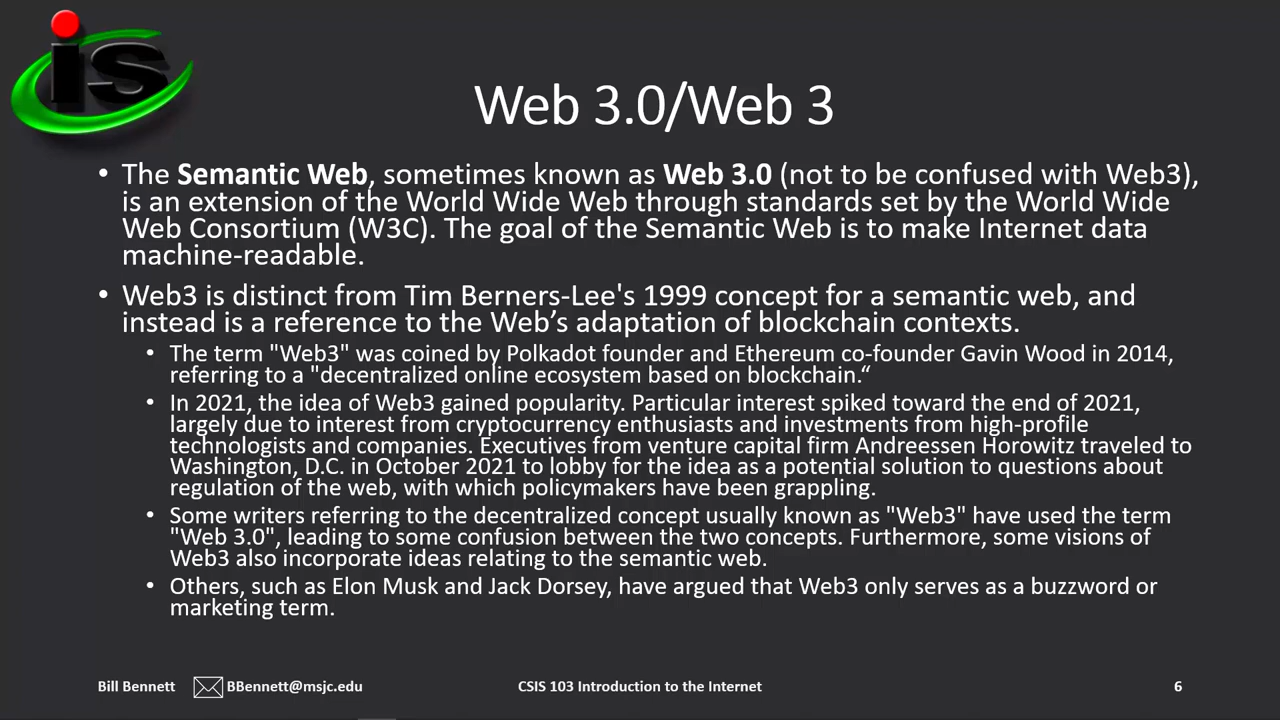 is
Web 3.0/Web 3
• The Semantic Web, sometimes known as Web 3.0 (not to be confused with Web3),
is an extension of the World Wide Web through standards set by the World Wide
Web Consortium (W3C). The goal of the Semantic Web is to make Internet data
machine-readable.
• Web3 is distinct from Tim Berners-Lee's 1999 concept for a semantic web, and
instead is a reference to the Web’s adaptation of blockchain contexts.
• The term "Web3" was coined by Polkadot founder and Ethereum co-founder Gavin Wood in 2014,
referring to a "decentralized online ecosystem based on blockchain.“
• In 2021, the idea of Web3 gained popularity. Particular interest spiked toward the end of 2021,
largely due to interest from cryptocurrency enthusiasts and investments from high-profile
technologists and companies. Executives from venture capital firm Andreessen Horowitz traveled to
Washington, D.C. in October 2021 to lobby for the idea as a potential solution to questions about
regulation of the web, with which policymakers have been grappling.
• Some writers referring to the decentralized concept usually known as "Web3" have used the term
"Web 3.0", leading to some confusion between the two concepts. Furthermore, some visions of
Web3 also incorporate ideas relating to the semantic web.
• Others, such as Elon Musk and Jack Dorsey, have argued that Web3 only serves as a buzzword or
marketing term.
Bill Bennett BBennett@msjc.edu CSIS 103 Introduction to the Internet 6